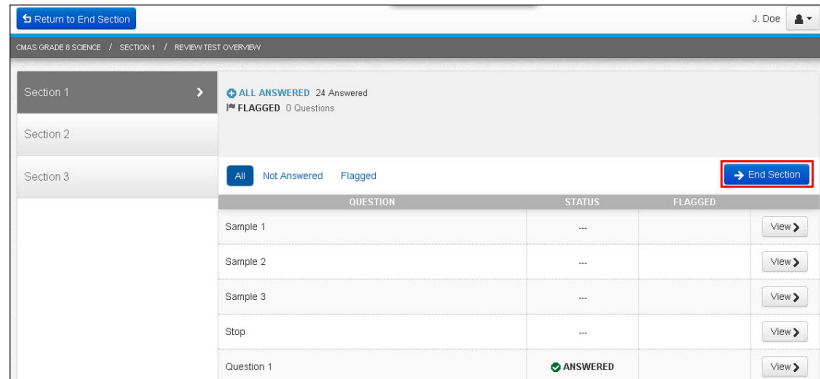 Return to End Section
J. Doe
CMAS GRADE 8 SCIENCE / SECTION 1 / REVIEW TEST OVERVIEW
Section 1
ALL ANSWERED 24 Answered
FLAGGED 0 Questions
Section 2
Section 3
All Not Answered Flagged
End Section
QUESTION STATUS FLAGGED
Sample 1 --- View
Sample 2 --- View
Sample 3 --- View
Stop --- View
Question 1 ANSWERED View